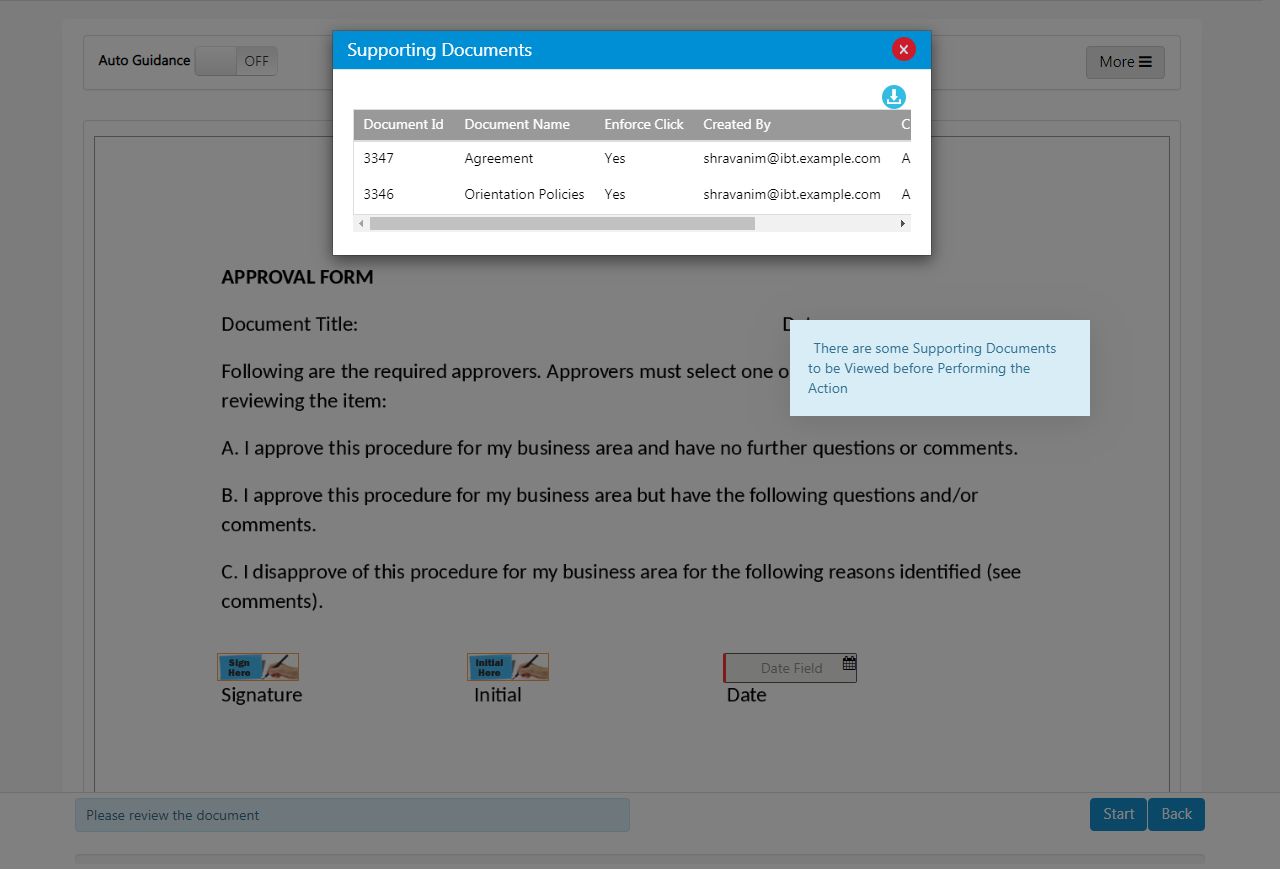 Auto Guidance OFF
Supporting Documents
More
Document Id Document Name Enforce Click Created By C
3347 Agreement Yes shravanim@ibt.example.com A
3346 Orientation Policies Yes shravanim@ibt.example.com A
APPROVAL FORM
Document Title:
Following are the required approvers. Approvers must select one
reviewing the item:
There are some Supporting Documents
to be Viewed before Performing the
Action
A. I approve this procedure for my business area and have no further questions or comments.
B. I approve this procedure for my business area but have the following questions and/or
comments.
C. I disapprove of this procedure for my business area for the following reasons identified (see
comments).
Sign
Here
Initial
Here
Date Field
Signature Initial Date
Please review the document
Start Back